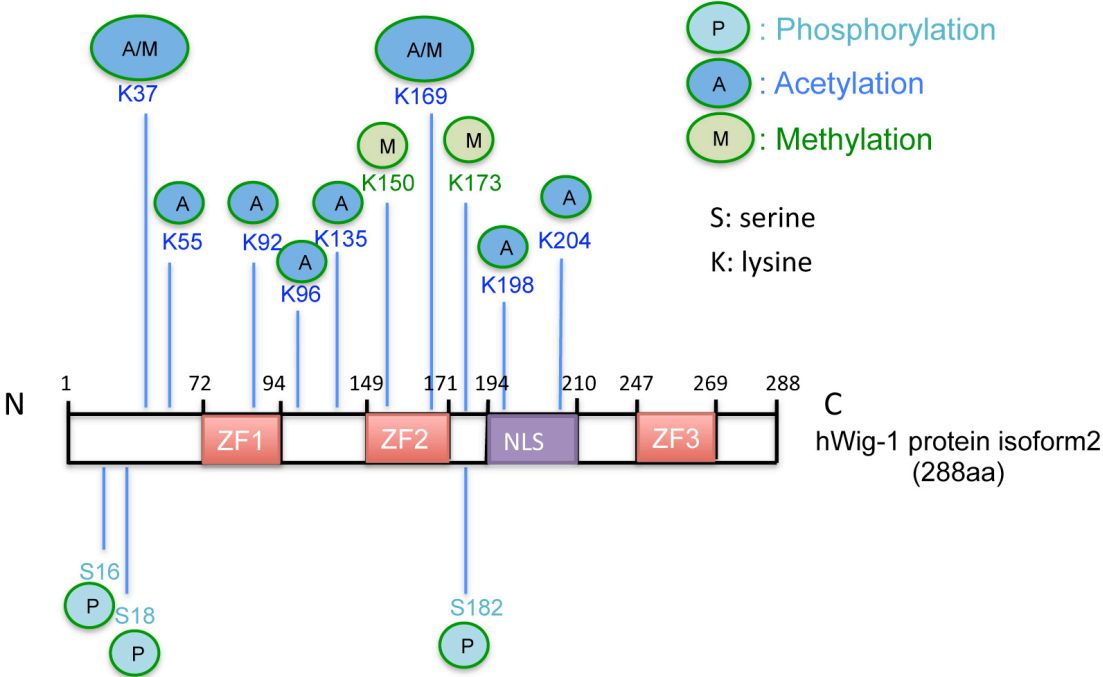 A/M
A/M
P : Phosphorylation
K37
K169
A : Acetylation
M M
M : Methylation
K150 K173
A A A A
S: serine
K55 K92 K135 K204
A A
K: lysine
K96 K198
1 72 94 149 171 194 210 247 269 288
N C
ZF1 ZF2 NLS ZF3
hWig-1 protein isoform2
(288aa)
S16
P
S18
S182
P
P